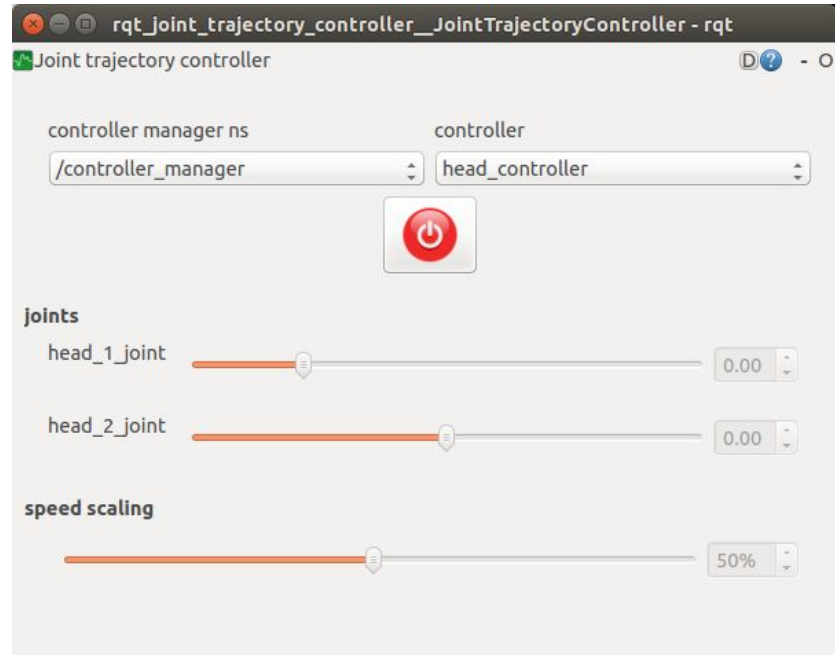 rqt_joint_trajectory_controller__JointTrajectoryController - rqt
Joint trajectory controller D? - O
controller manager ns controller
/controller_manager head_controller
joints
head_1_joint 0.00
head_2_joint 0.00
speed scaling
50%